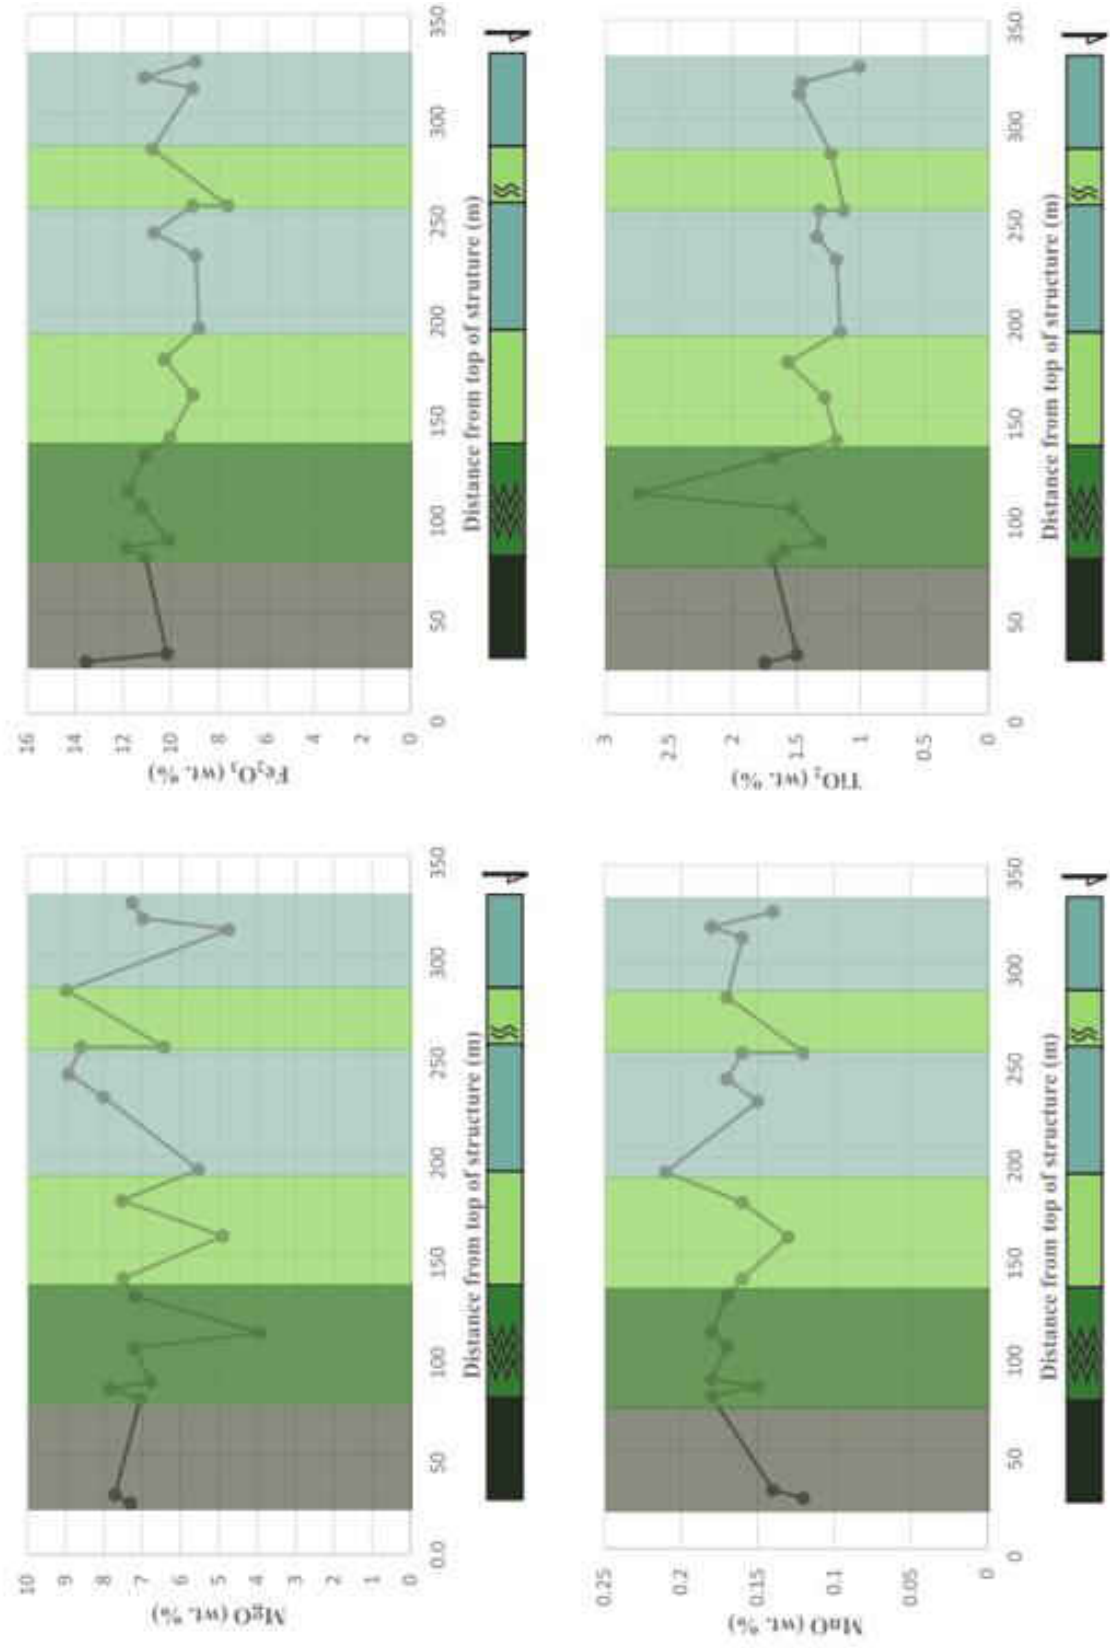 MgO (wt. %)
10
9
8
7
6
5
4
3
2
1
0
0.0 50 100 150 200 250 300 350
Distance from top of structure (m)
Fe₂O₃ (wt. %)
16
14
12
10
8
6
4
2
0
0 50 100 150 200 250 300 350
Distance from top of struture (m)
MnO (wt. %)
0.25
0.2
0.15
0.1
0.05
0
0 50 100 150 200 250 300 350
Distance from top of structure (m)
TiO₂ (wt. %)
3
2.5
2
1.5
1
0.5
0
0 50 100 150 200 250 300 350
Distance from top of structure (m)